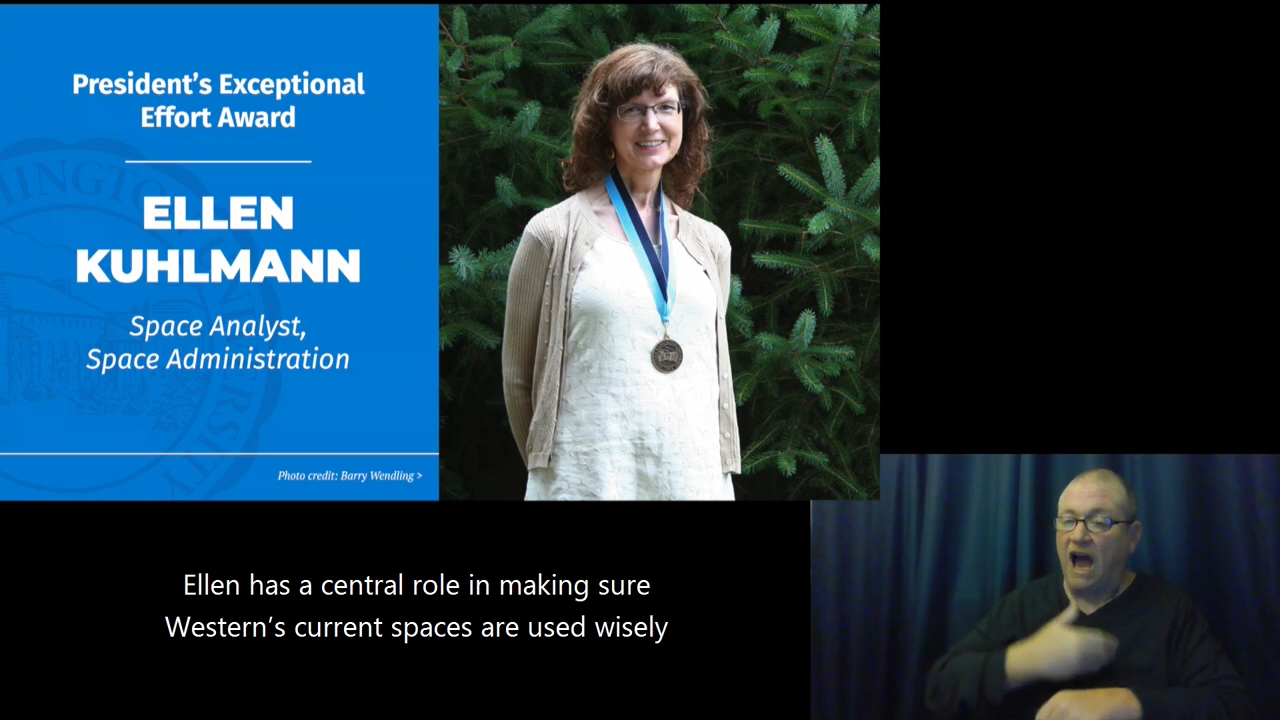 President's Exceptional
Effort Award
ELLEN
KUHLMANN
Space Analyst,
Space Administration
Photo credit: Barry Wendling >
Ellen has a central role in making sure
Western's current spaces are used wisely